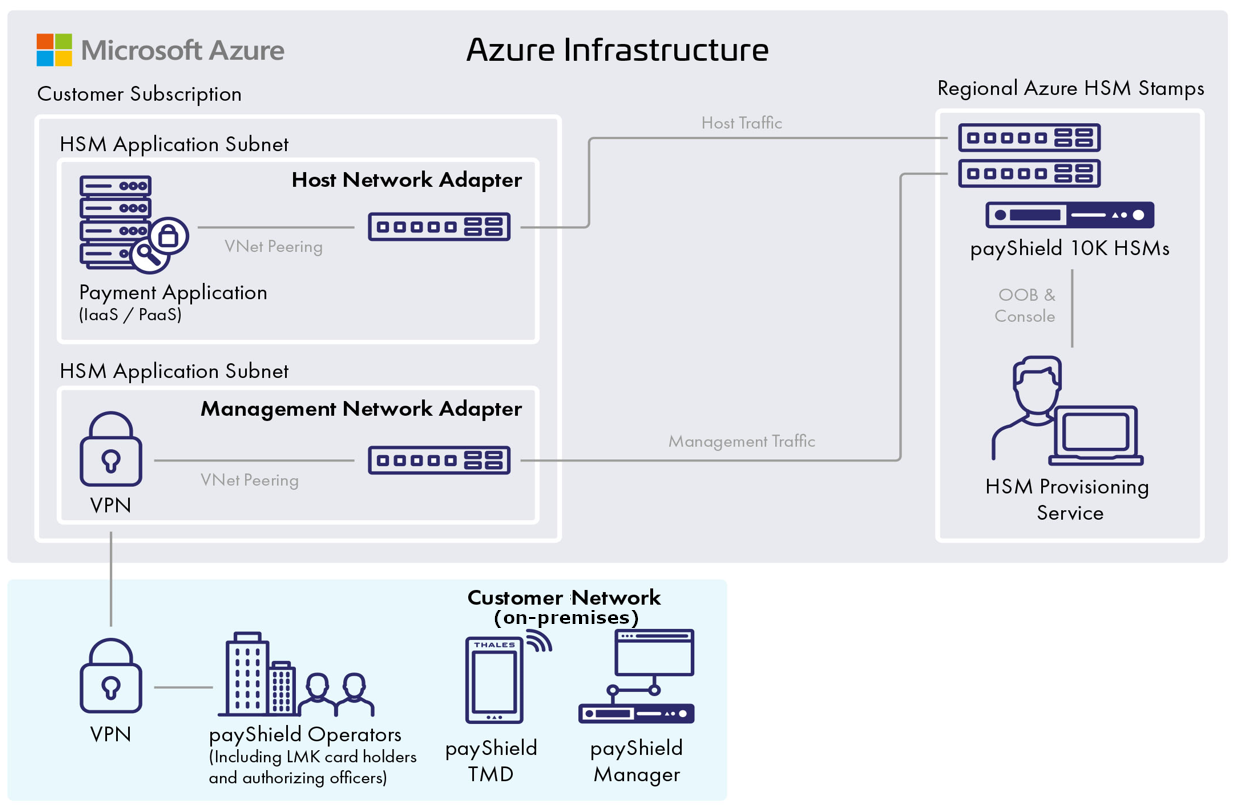 Microsoft Azure
Azure Infrastructure
Customer Subscription
HSM Application Subnet
Host Network Adapter
VNet Peering
Payment Application
(IaaS / PaaS)
HSM Application Subnet
Management Network Adapter
VNet Peering
VPN
Host Traffic
Management Traffic
Regional Azure HSM Stamps
payShield 10K HSMs
OOB &
Console
HSM Provisioning
Service
Customer Network
(on-premises)
VPN
payShield Operators
(Including LMK card holders
and authorizing officers)
THALES
payShield
TMD
payShield
Manager